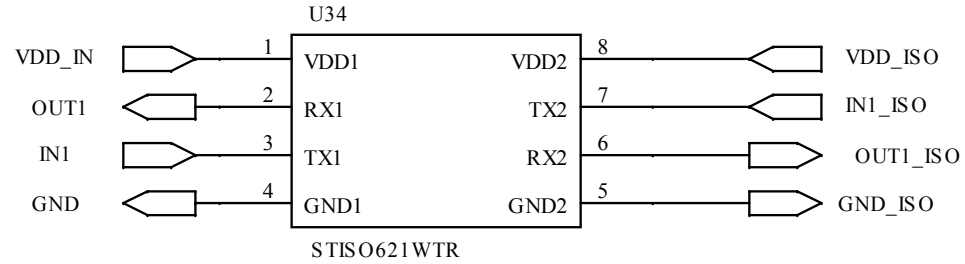 U34
VDD_IN 1 VDD1 VDD2 8 VDD_ISO
OUT1 2 RX1 TX2 7 IN1_ISO
IN1 3 TX1 RX2 6 OUT1_ISO
GND 4 GND1 GND2 5 GND_ISO
STISO621WTR